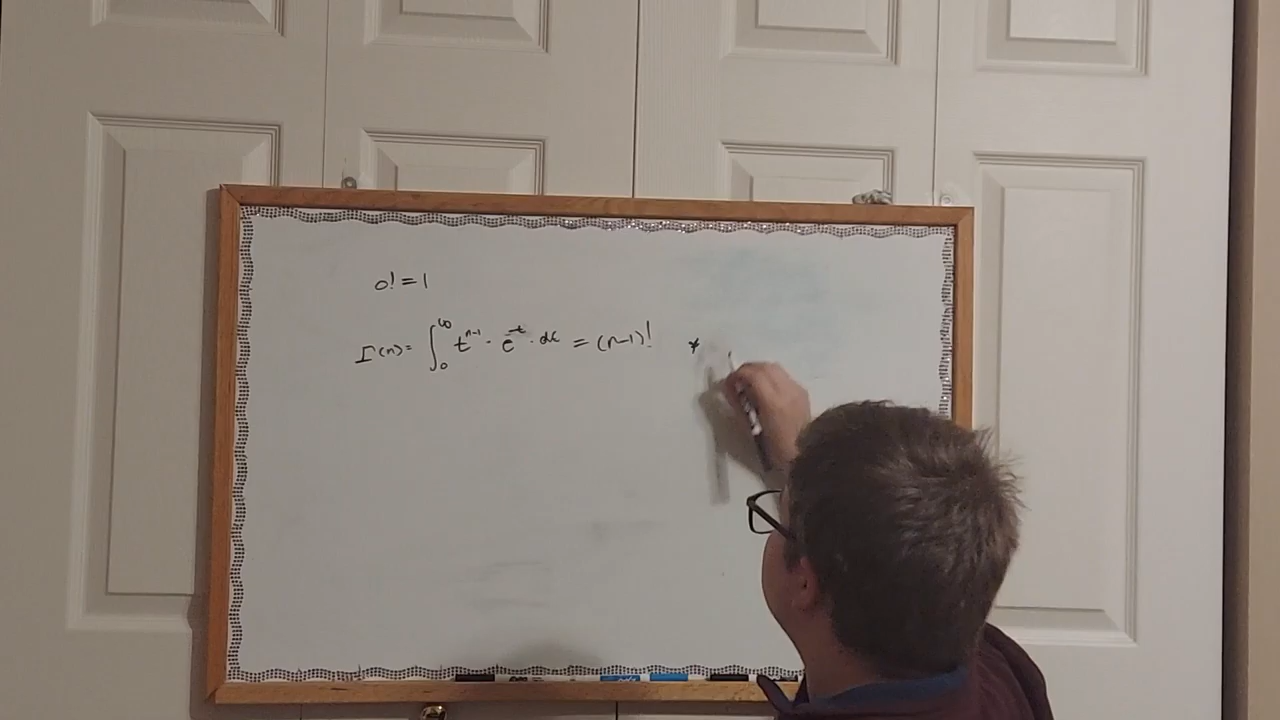 0! = 1
Γ(n) = ∫₀^∞ t^(n-1) · e^(-t) · dt = (n-1)! *